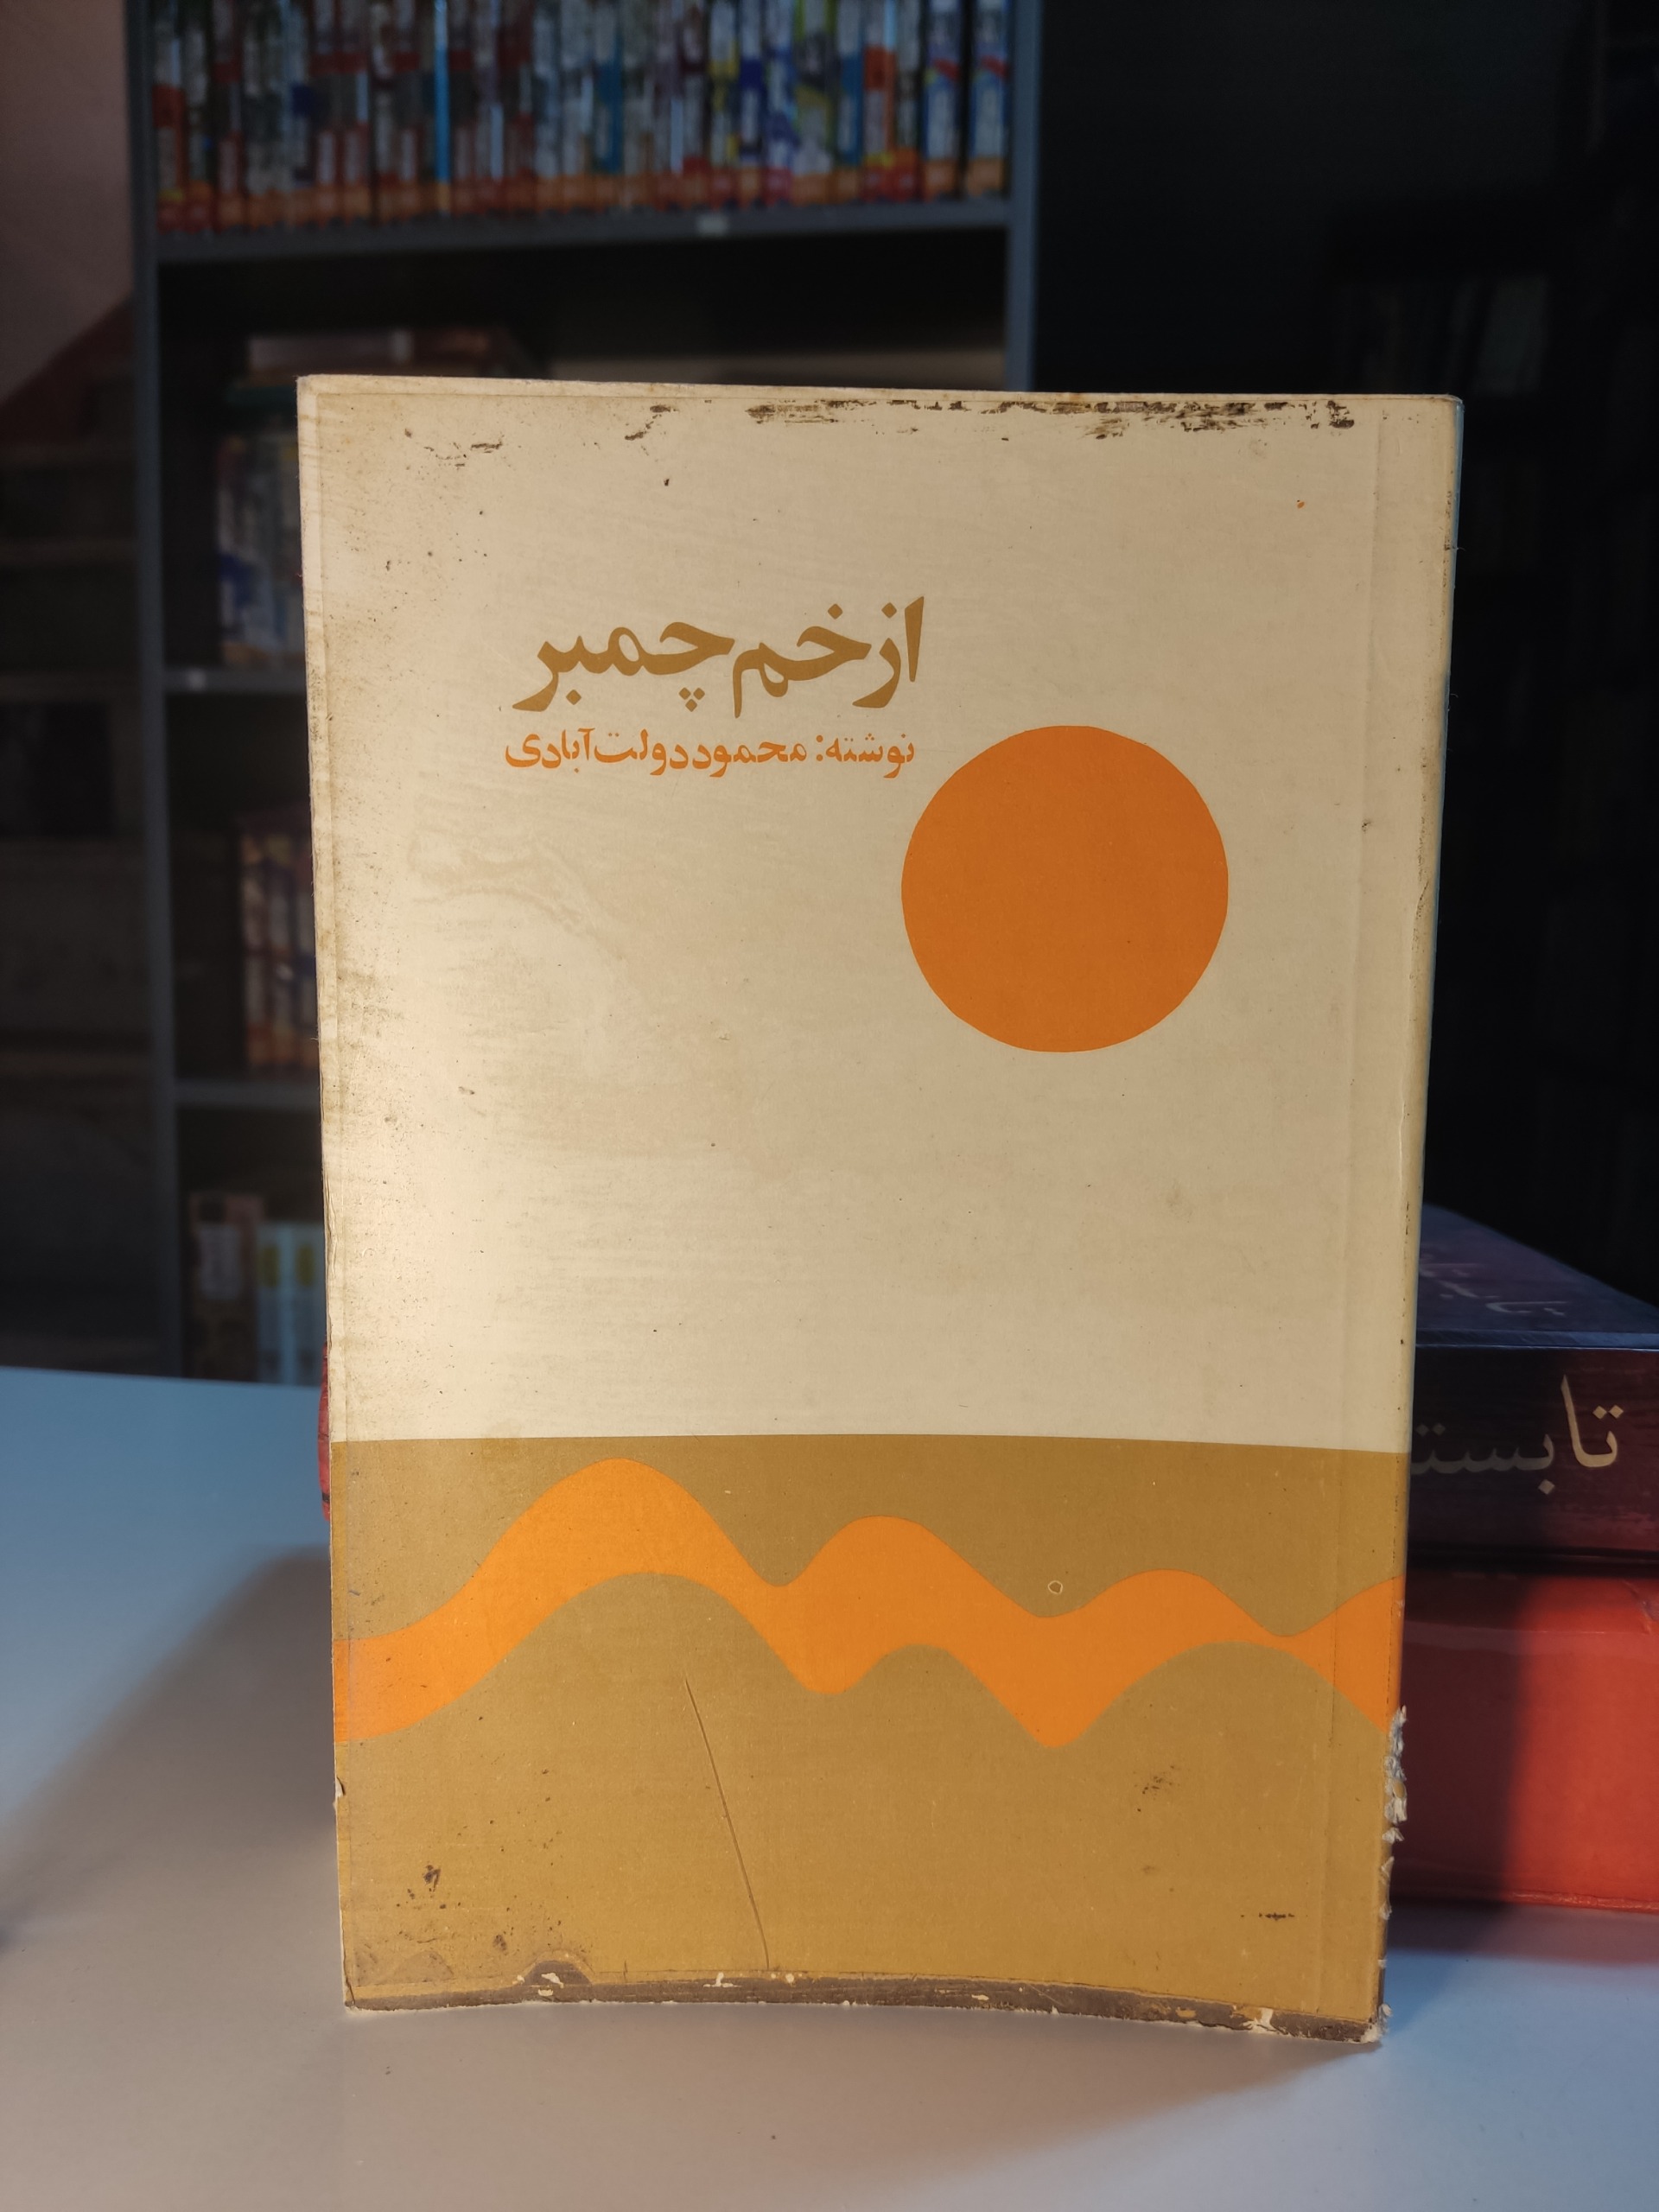 از خم چمبر
نوشته: محمود دولت‌آبادی
تابست